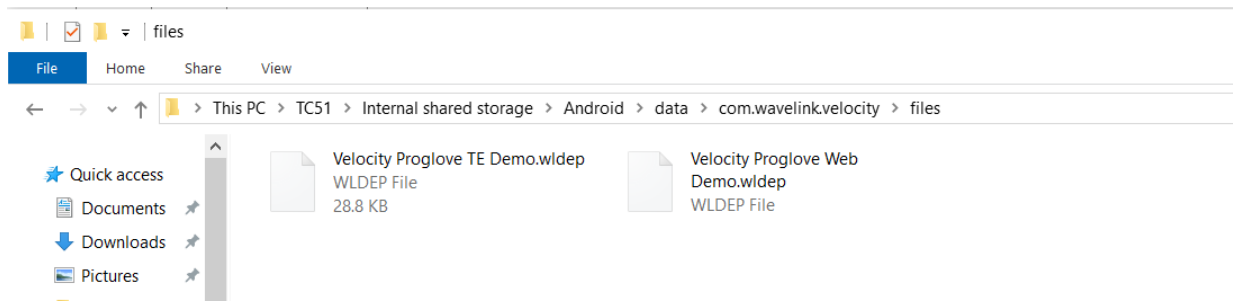 files
File Home Share View
This PC > TC51 > Internal shared storage > Android > data > com.wavelink.velocity > files
Quick access
Documents
Downloads
Pictures
Velocity Proglove TE Demo.wldep
WLDEP File
28.8 KB
Velocity Proglove Web
Demo.wldep
WLDEP File